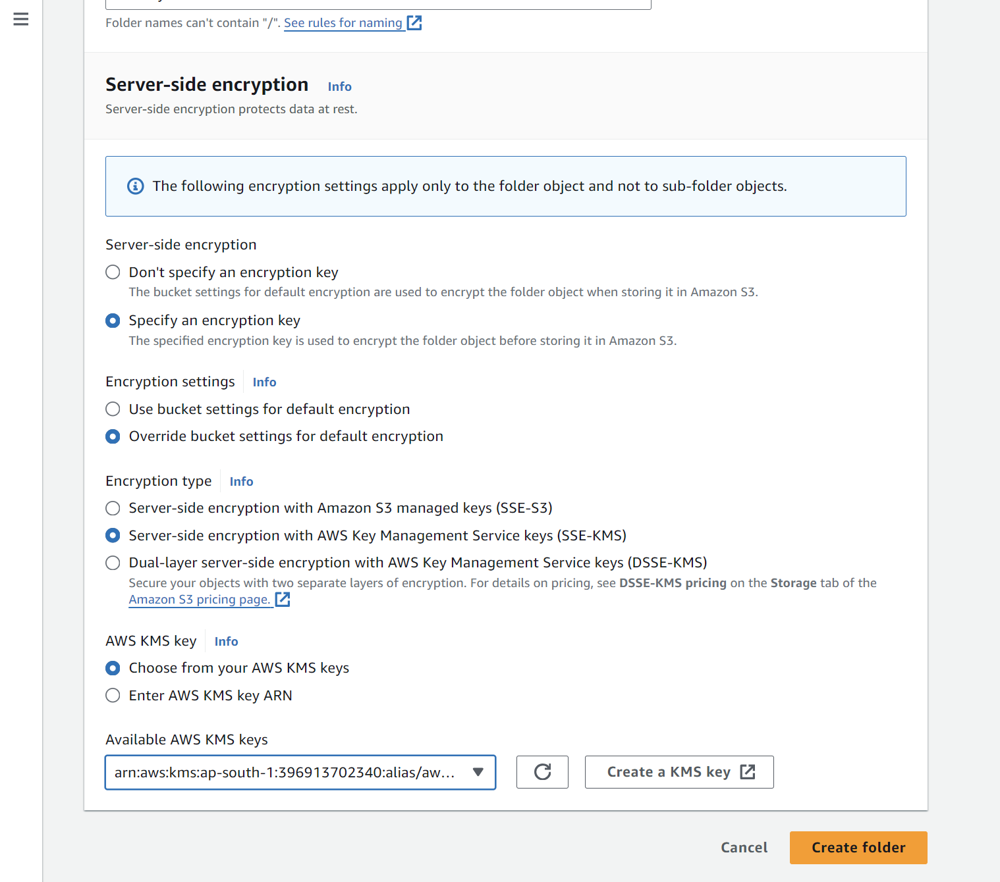 Folder names can't contain "/". See rules for naming
Server-side encryption Info
Server-side encryption protects data at rest.
The following encryption settings apply only to the folder object and not to sub-folder objects.
Server-side encryption
Don't specify an encryption key
The bucket settings for default encryption are used to encrypt the folder object when storing it in Amazon S3.
Specify an encryption key
The specified encryption key is used to encrypt the folder object before storing it in Amazon S3.
Encryption settings Info
Use bucket settings for default encryption
Override bucket settings for default encryption
Encryption type Info
Server-side encryption with Amazon S3 managed keys (SSE-S3)
Server-side encryption with AWS Key Management Service keys (SSE-KMS)
Dual-layer server-side encryption with AWS Key Management Service keys (DSSE-KMS)
Secure your objects with two separate layers of encryption. For details on pricing, see DSSE-KMS pricing on the Storage tab of the
Amazon S3 pricing page.
AWS KMS key Info
Choose from your AWS KMS keys
Enter AWS KMS key ARN
Available AWS KMS keys
arn:aws:kms:ap-south-1:396913702340:alias/aw...
Create a KMS key
Cancel Create folder